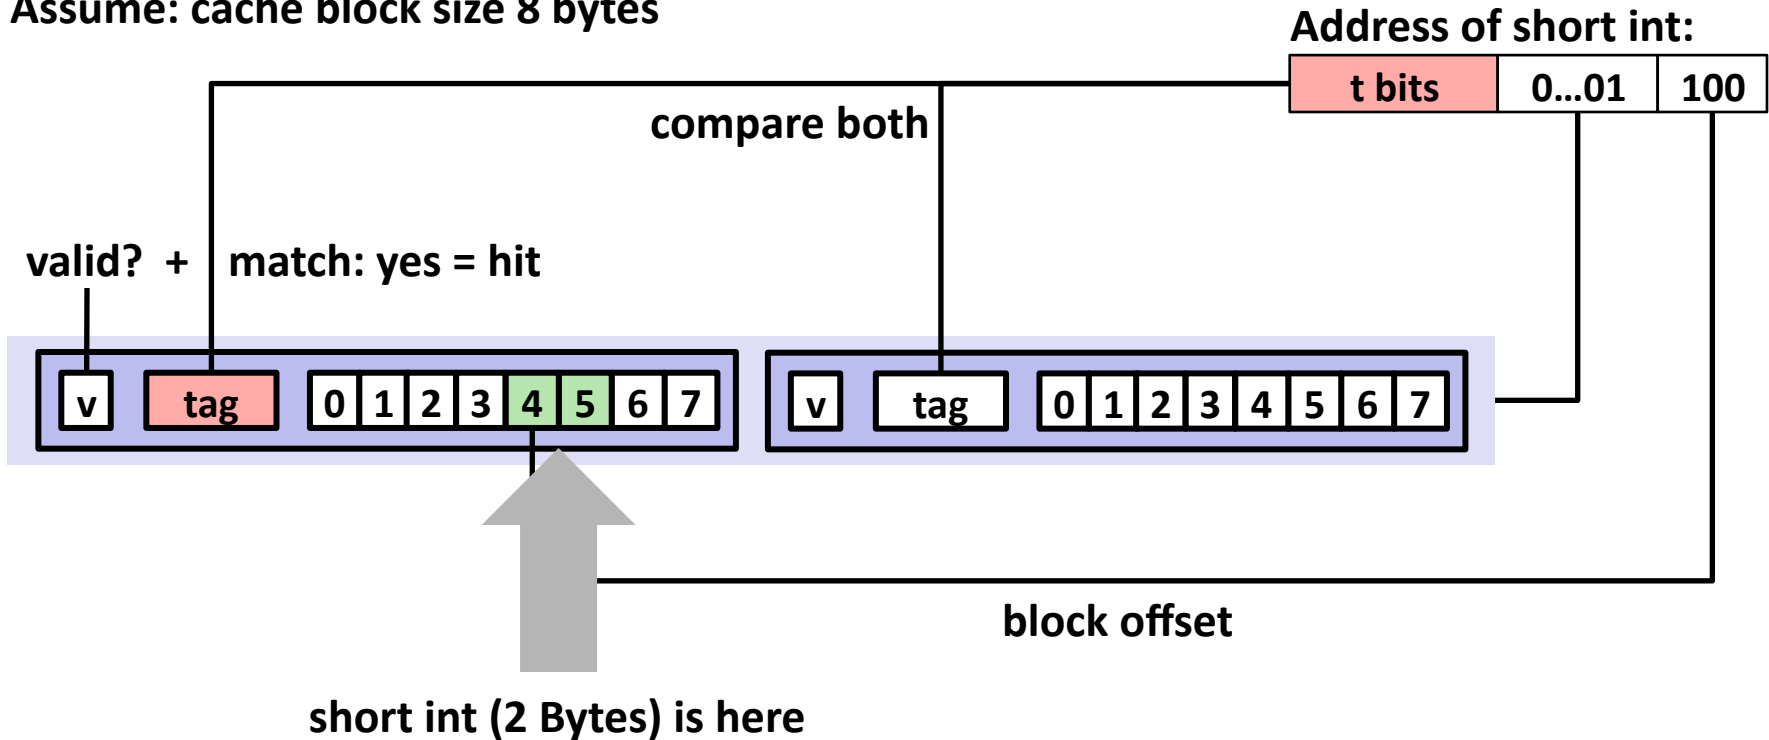 Assume: cache block size 8 bytes
Address of short int:
t bits 0...01 100
compare both
valid? + match: yes = hit
v tag 0 1 2 3 4 5 6 7 v tag 0 1 2 3 4 5 6 7
block offset
short int (2 Bytes) is here